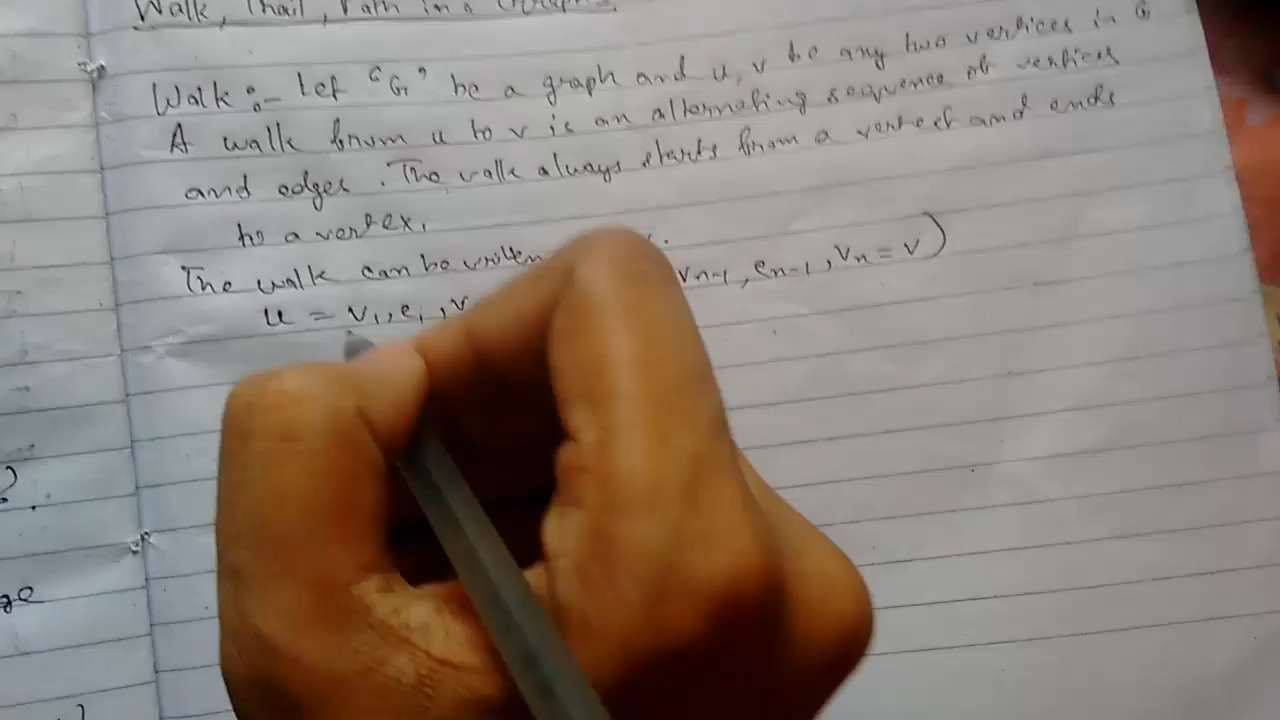 Walk, Trail, Path in a Graph.
Walk :- Let "G" be a graph and u, v be any two vertices in G
A walk from u to v is an alternating sequence of vertices
and edges. The walk always starts from a vertex and ends
to a vertex.
The walk can be written
u = v1, e1, v vn-1, en-1, vn = v)
?
ge